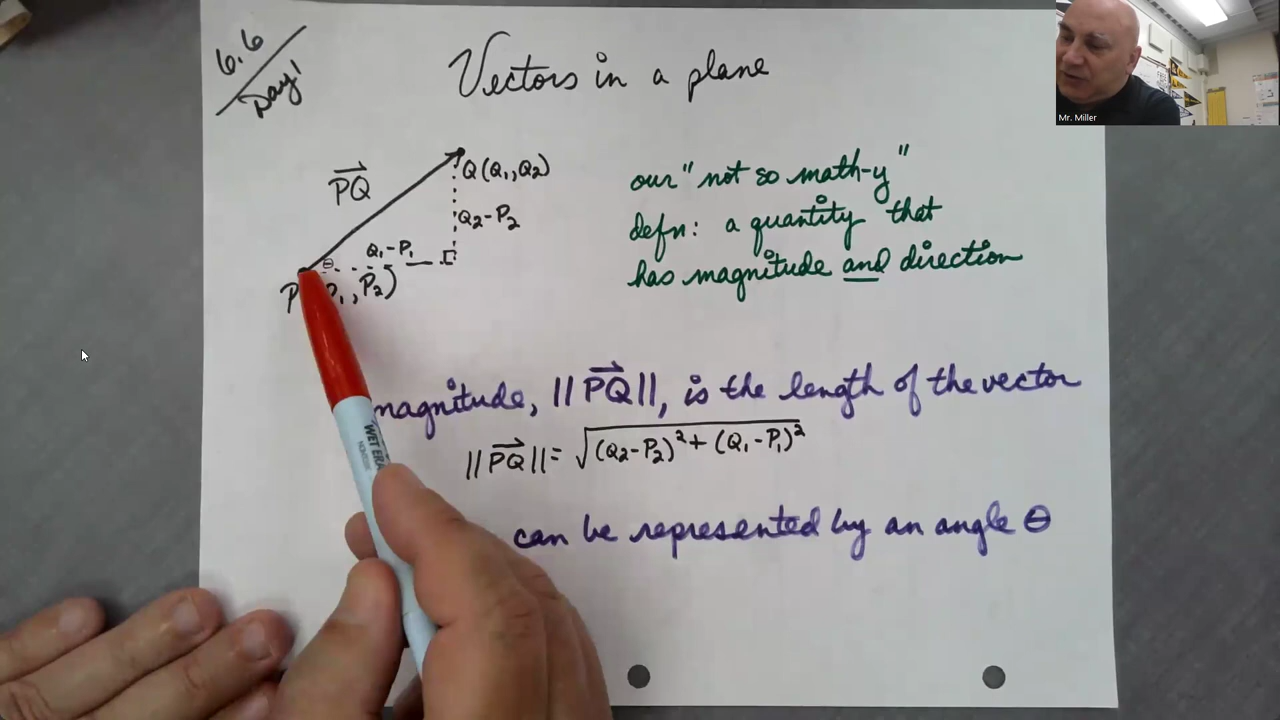 6.6
Day 1
Vectors in a plane
PQ
Q(Q₁,Q₂)
Q₂-P₂
Q₁-P₁
θ
P
P₁,P₂)
our "not so math-y"
defn: a quantity that
has magnitude and direction
magnitude, ||PQ||, is the length of the vector
||PQ||= √(Q₂-P₂)²+(Q₁-P₁)²
can be represented by an angle θ
WET ERASE
Mr. Miller